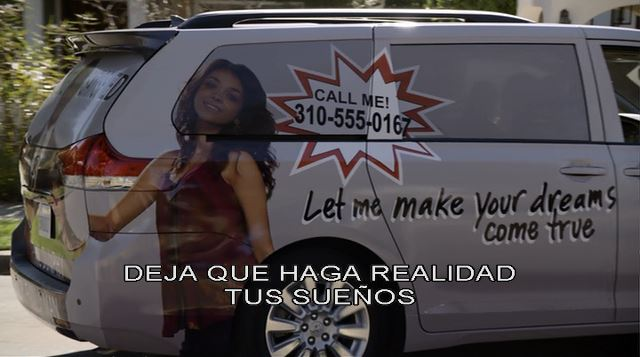 CALL ME!
310-555-0167
Let me make your dreams
come true
DEJA QUE HAGA REALIDAD
TUS SUEÑOS